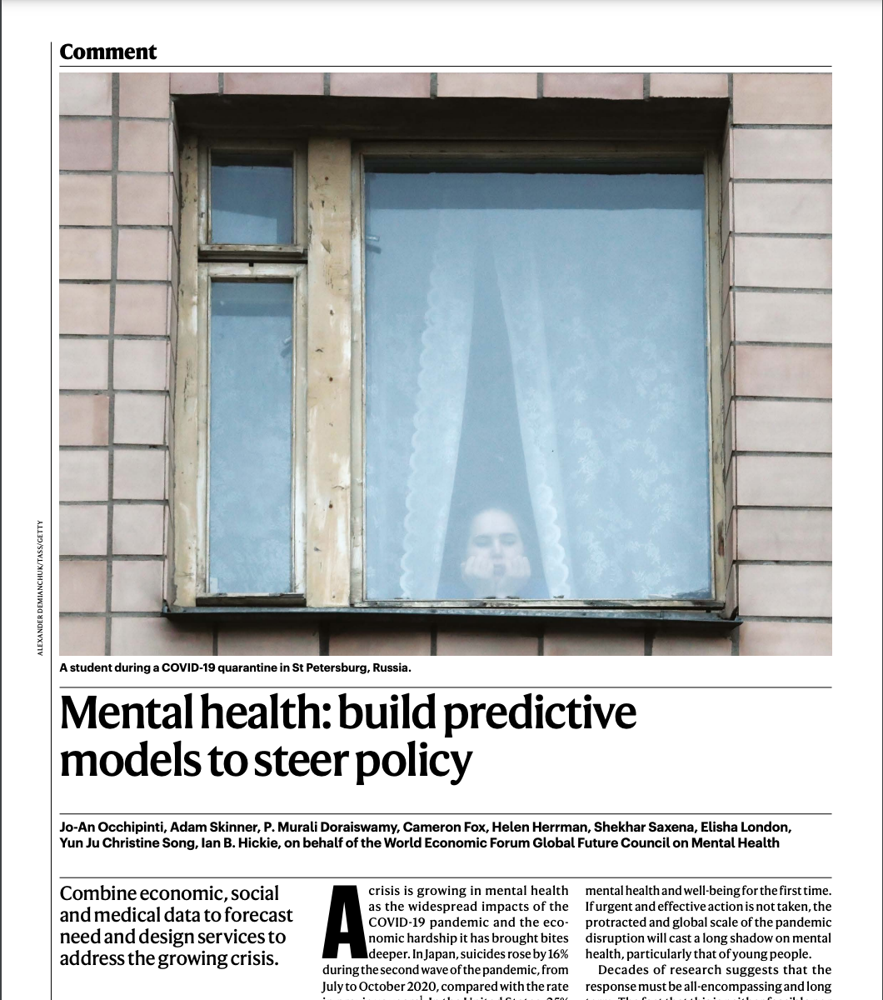 Comment
ALEXANDER DEMIANCHUK/TASS/GETTY
A student during a COVID-19 quarantine in St Petersburg, Russia.
Mental health: build predictive
models to steer policy
Jo-An Occhipinti, Adam Skinner, P. Murali Doraiswamy, Cameron Fox, Helen Herrman, Shekhar Saxena, Elisha London,
Yun Ju Christine Song, Ian B. Hickie, on behalf of the World Economic Forum Global Future Council on Mental Health
Combine economic, social
and medical data to forecast
need and design services to
address the growing crisis.
A crisis is growing in mental health
as the widespread impacts of the
COVID-19 pandemic and the eco-
nomic hardship it has brought bites
deeper. In Japan, suicides rose by 16%
during the second wave of the pandemic, from
July to October 2020, compared with the rate
mental health and well-being for the first time.
If urgent and effective action is not taken, the
protracted and global scale of the pandemic
disruption will cast a long shadow on mental
health, particularly that of young people.
Decades of research suggests that the
response must be all-encompassing and long